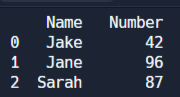 Name Number
0 Jake 42
1 Jane 96
2 Sarah 87